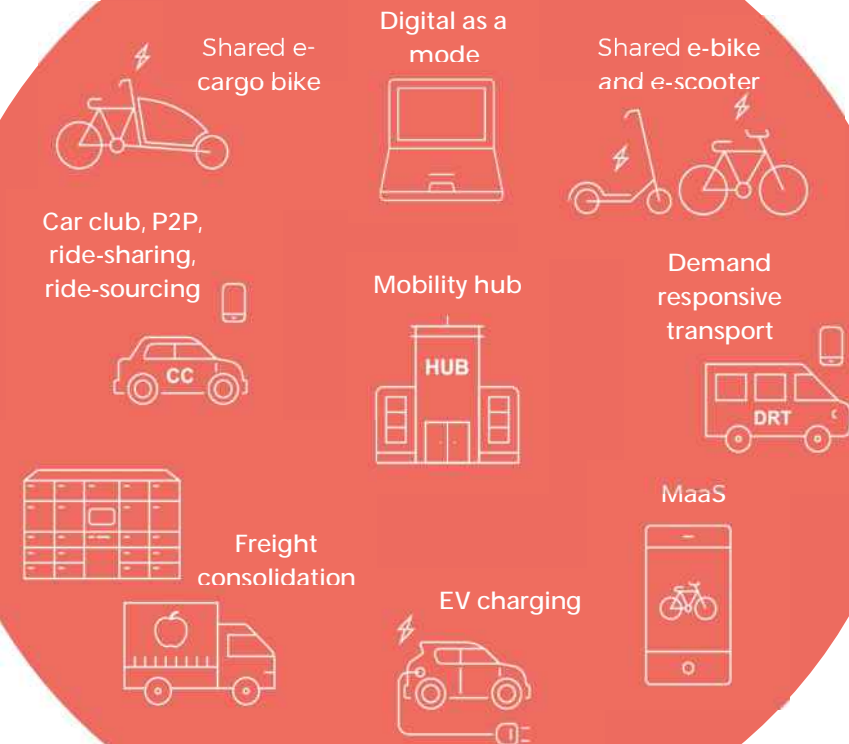 Shared e-
cargo bike
Digital as a
mode
Shared e-bike
and e-scooter
Car club, P2P,
ride-sharing,
ride-sourcing
CC
Mobility hub
HUB
Demand
responsive
transport
DRT
Freight
consolidation
EV charging
MaaS